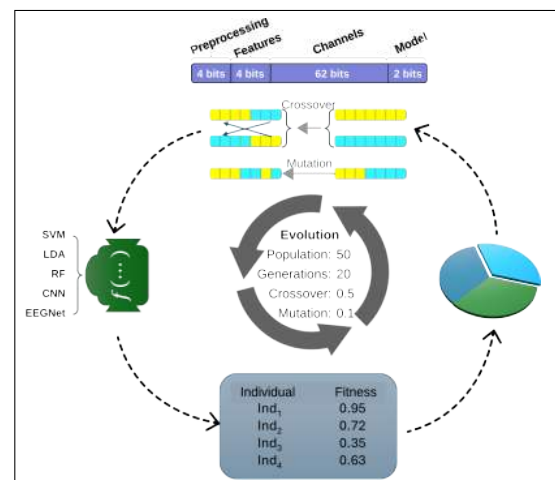 Preprocessing Features Channels Model
4 bits 4 bits 62 bits 2 bits
Crossover
Mutation
Evolution
Population: 50
Generations: 20
Crossover: 0.5
Mutation: 0.1
SVM
LDA
RF
CNN
EEGNet
f(...)
Individual Fitness
Ind₁ 0.95
Ind₂ 0.72
Ind₃ 0.35
Ind₄ 0.63